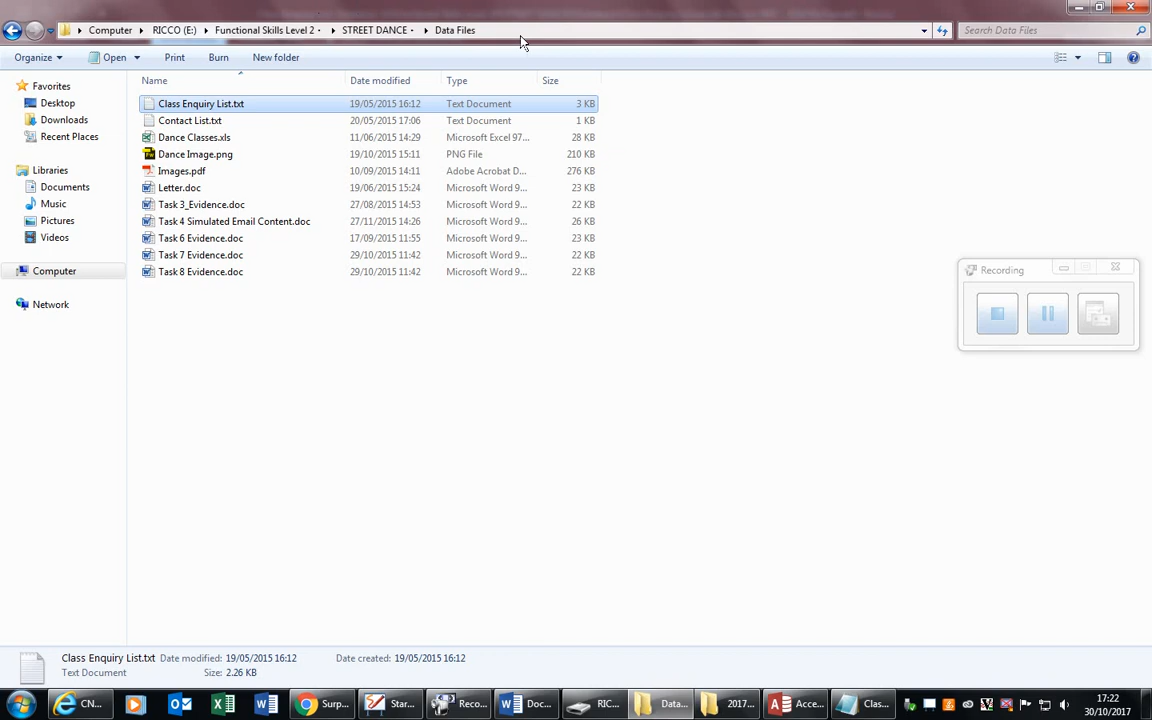 Computer RICCO (E:) Functional Skills Level 2 STREET DANCE Data Files Search Data Files
Organize Open Print Burn New folder
Name Date modified Type Size
Favorites
Desktop
Downloads
Recent Places
Libraries
Documents
Music
Pictures
Videos
Computer
Network
Class Enquiry List.txt 19/05/2015 16:12 Text Document 3 KB
Contact List.txt 20/05/2015 17:06 Text Document 1 KB
Dance Classes.xls 11/06/2015 14:29 Microsoft Excel 97... 28 KB
Dance Image.png 19/10/2015 15:11 PNG File 210 KB
Images.pdf 10/09/2015 14:11 Adobe Acrobat D... 276 KB
Letter.doc 19/06/2015 15:24 Microsoft Word 9... 23 KB
Task 3_Evidence.doc 27/08/2015 14:53 Microsoft Word 9... 22 KB
Task 4 Simulated Email Content.doc 27/11/2015 14:26 Microsoft Word 9... 26 KB
Task 6 Evidence.doc 17/09/2015 11:55 Microsoft Word 9... 23 KB
Task 7 Evidence.doc 29/10/2015 11:42 Microsoft Word 9... 22 KB
Task 8 Evidence.doc 29/10/2015 11:42 Microsoft Word 9... 22 KB
Recording
Class Enquiry List.txt Date modified: 19/05/2015 16:12 Date created: 19/05/2015 16:12
Text Document Size: 2.26 KB
CN... Surp... Star... Reco... Doc... RIC... Data... 2017... Acce... Clas... 17:22
30/10/2017